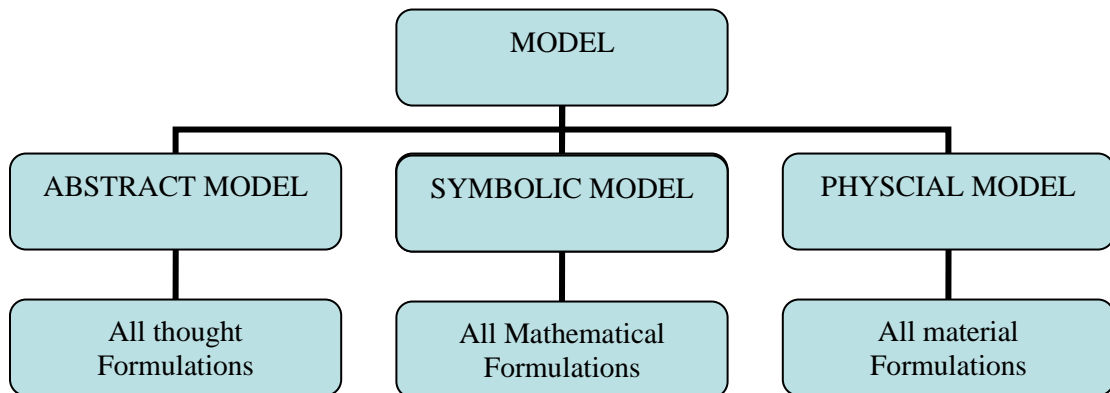 MODEL
ABSTRACT MODEL
SYMBOLIC MODEL
PHYSCIAL MODEL
All thought
Formulations
All Mathematical
Formulations
All material
Formulations